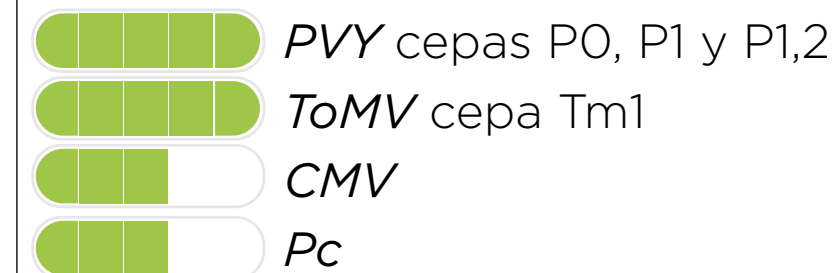 PVY cepas P0, P1 y P1,2
ToMV cepa Tm1
CMV
Pc